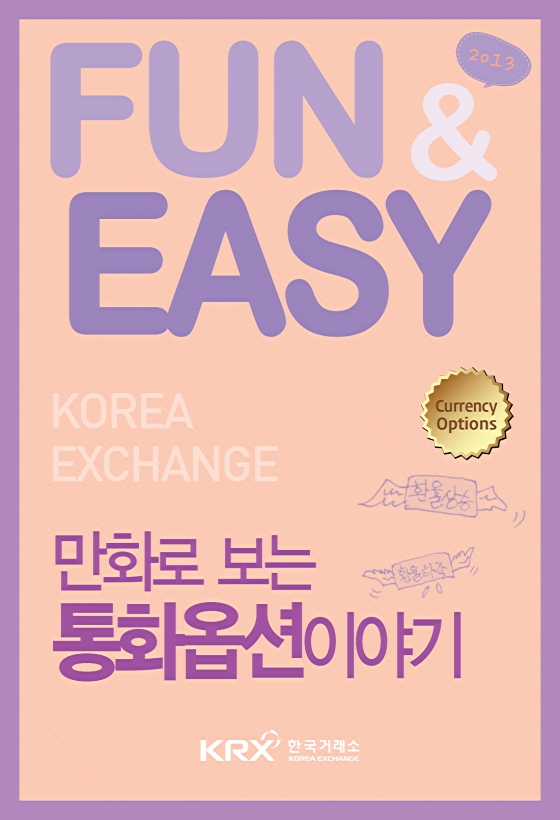 FUN
2013
&
EASY
KOREA
EXCHANGE
Currency
Options
환율상승
환율하락
만화로 보는
통화옵션이야기
KRX 한국거래소
KOREA EXCHANGE